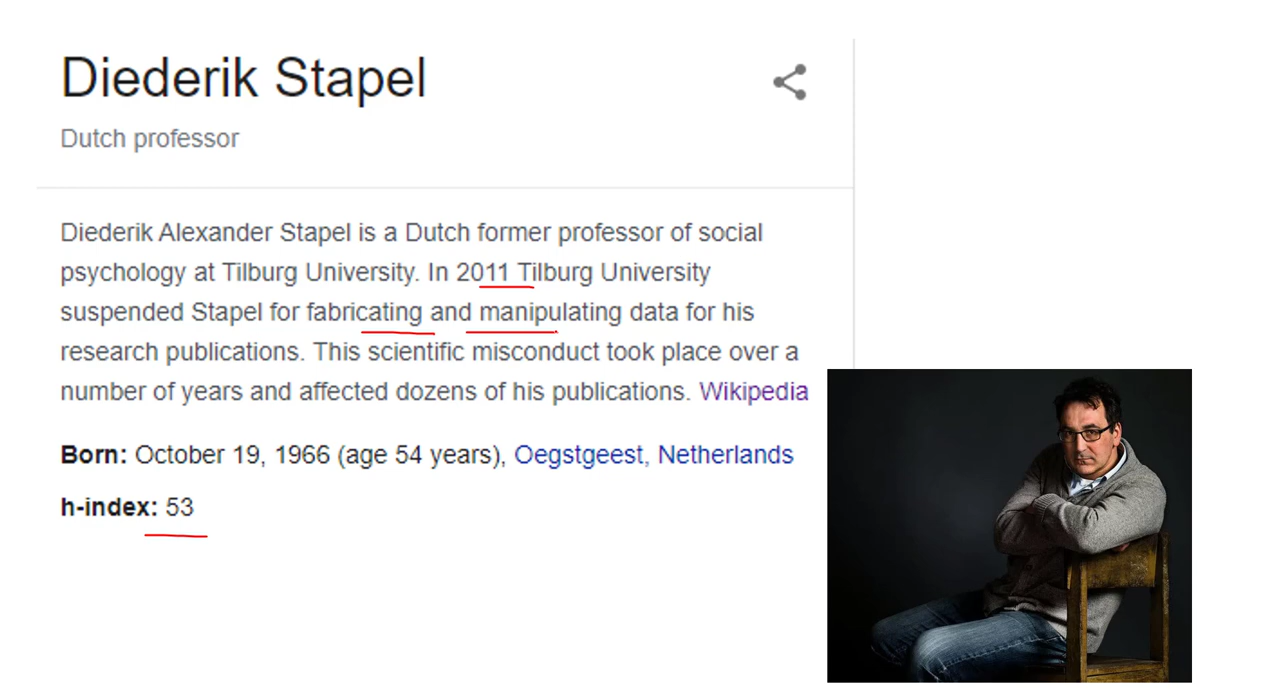 Diederik Stapel
Dutch professor
Diederik Alexander Stapel is a Dutch former professor of social
psychology at Tilburg University. In 2011 Tilburg University
suspended Stapel for fabricating and manipulating data for his
research publications. This scientific misconduct took place over a
number of years and affected dozens of his publications. Wikipedia
Born: October 19, 1966 (age 54 years), Oegstgeest, Netherlands
h-index: 53